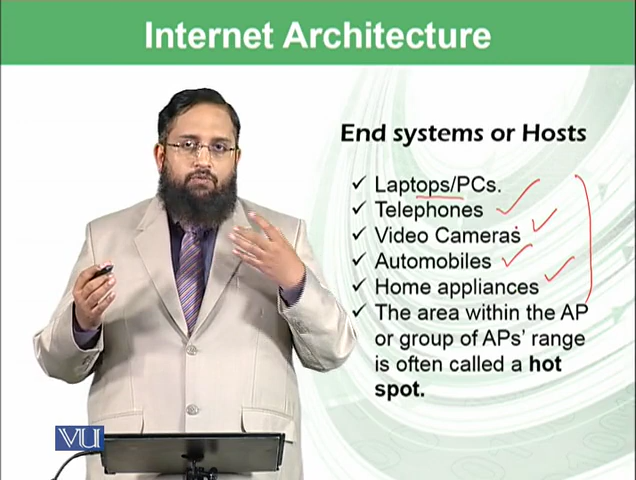 Internet Architecture
End systems or Hosts
✓ Laptops/PCs.
✓ Telephones
✓ Video Cameras
✓ Automobiles
✓ Home appliances
✓ The area within the AP
or group of APs' range
is often called a hot
spot.
VU